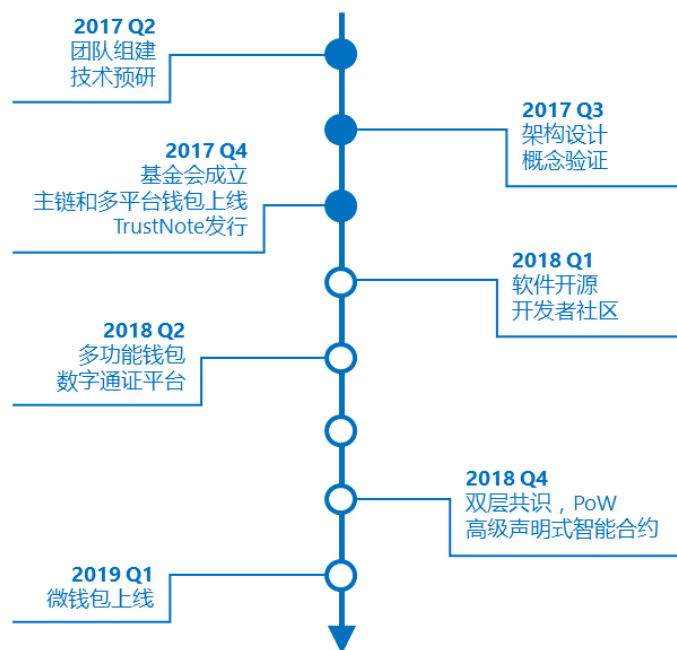 2017 Q2
团队组建
技术预研
2017 Q3
架构设计
概念验证
2017 Q4
基金会成立
主链和多平台钱包上线
TrustNote发行
2018 Q1
软件开源
开发者社区
2018 Q2
多功能钱包
数字通证平台
2018 Q4
双层共识，PoW
高级声明式智能合约
2019 Q1
微钱包上线